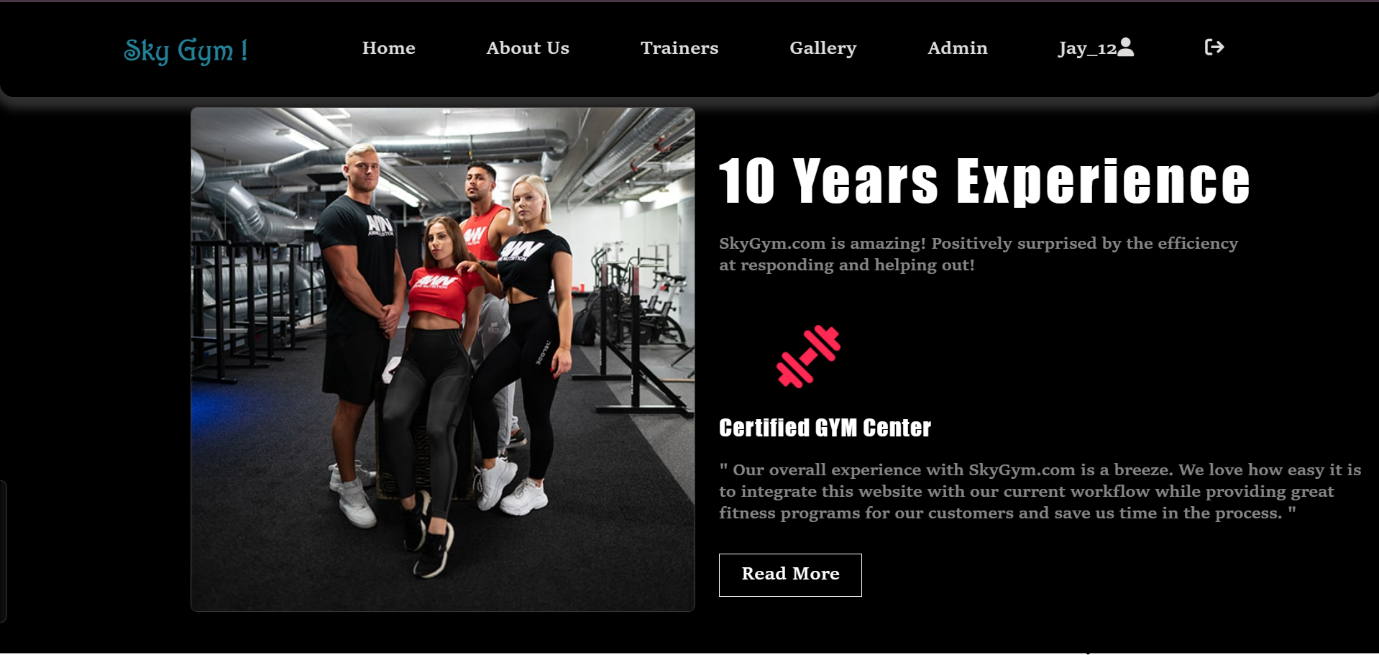 Sky Gym !
Home
About Us
Trainers
Gallery
Admin
Jay_12
10 Years Experience
SkyGym.com is amazing! Positively surprised by the efficiency
at responding and helping out!
Certified GYM Center
" Our overall experience with SkyGym.com is a breeze. We love how easy it is
to integrate this website with our current workflow while providing great
fitness programs for our customers and save us time in the process. "
Read More